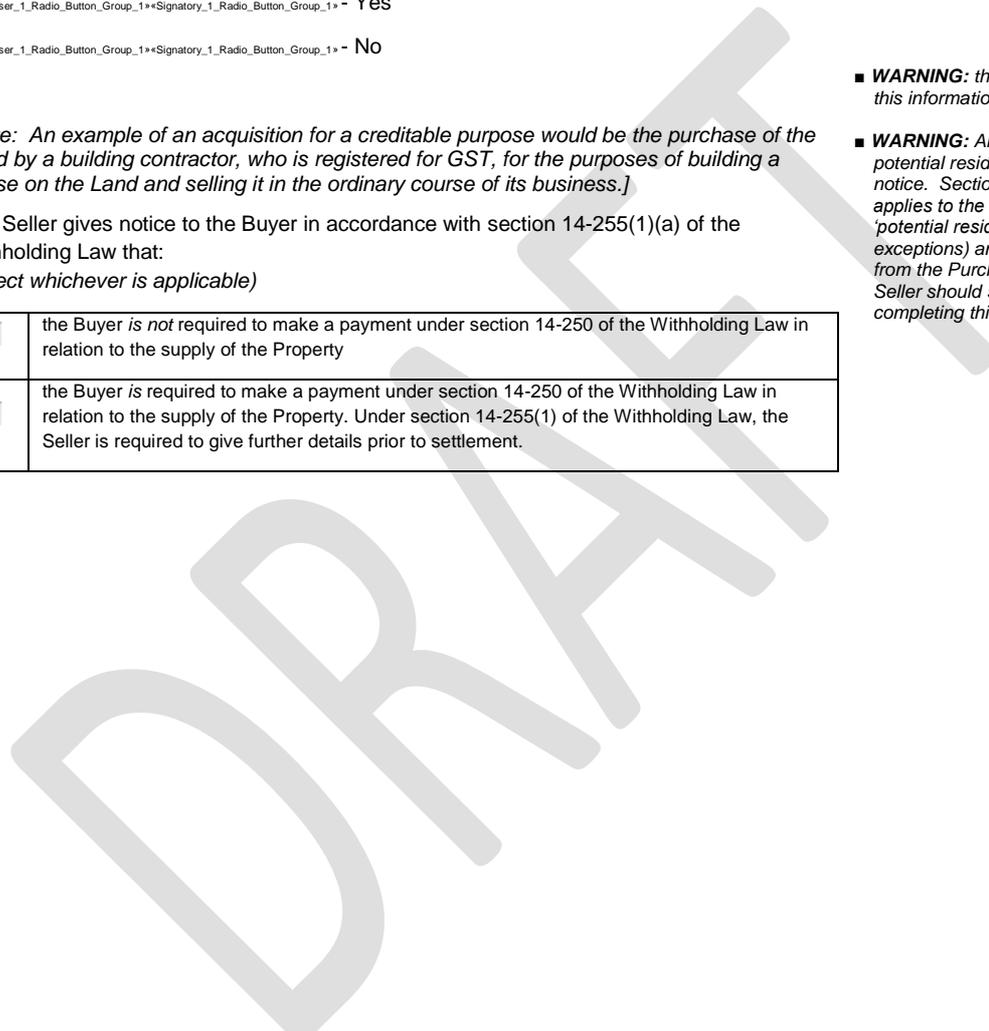 ser_1_Radio_Button_Group_1»«Signatory_1_Radio_Button_Group_1» - Yes
ser_1_Radio_Button_Group_1»«Signatory_1_Radio_Button_Group_1» - No
e: An example of an acquisition for a creditable purpose would be the purchase of the
d by a building contractor, who is registered for GST, for the purposes of building a
se on the Land and selling it in the ordinary course of its business.]
Seller gives notice to the Buyer in accordance with section 14-255(1)(a) of the
hholding Law that:
ect whichever is applicable)
the Buyer is not required to make a payment under section 14-250 of the Withholding Law in
relation to the supply of the Property
the Buyer is required to make a payment under section 14-250 of the Withholding Law in
relation to the supply of the Property. Under section 14-255(1) of the Withholding Law, the
Seller is required to give further details prior to settlement.
■ WARNING: th
this informatio
■ WARNING: Al
potential resid
notice. Sectio
applies to the
'potential resid
exceptions) an
from the Purch
Seller should s
completing thi
DRAFT